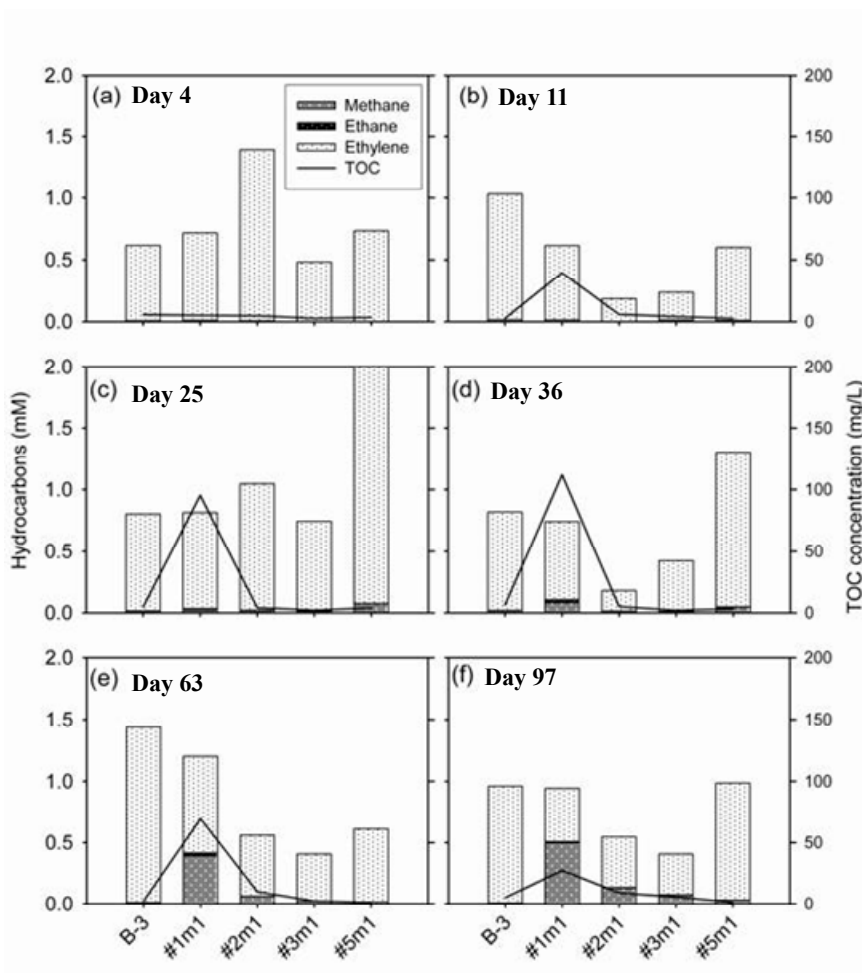 (a) Day 4
Methane
Ethane
Ethylene
TOC
(b) Day 11
2.0
1.5
1.0
0.5
0.0
200
150
100
50
0
(c) Day 25
(d) Day 36
2.0
1.5
1.0
0.5
0.0
200
150
100
50
0
Hydrocarbons (mM)
TOC concentration (mg/L)
(e) Day 63
(f) Day 97
2.0
1.5
1.0
0.5
0.0
200
150
100
50
0
B-3
#1m1
#2m1
#3m1
#5m1
B-3
#1m1
#2m1
#3m1
#5m1